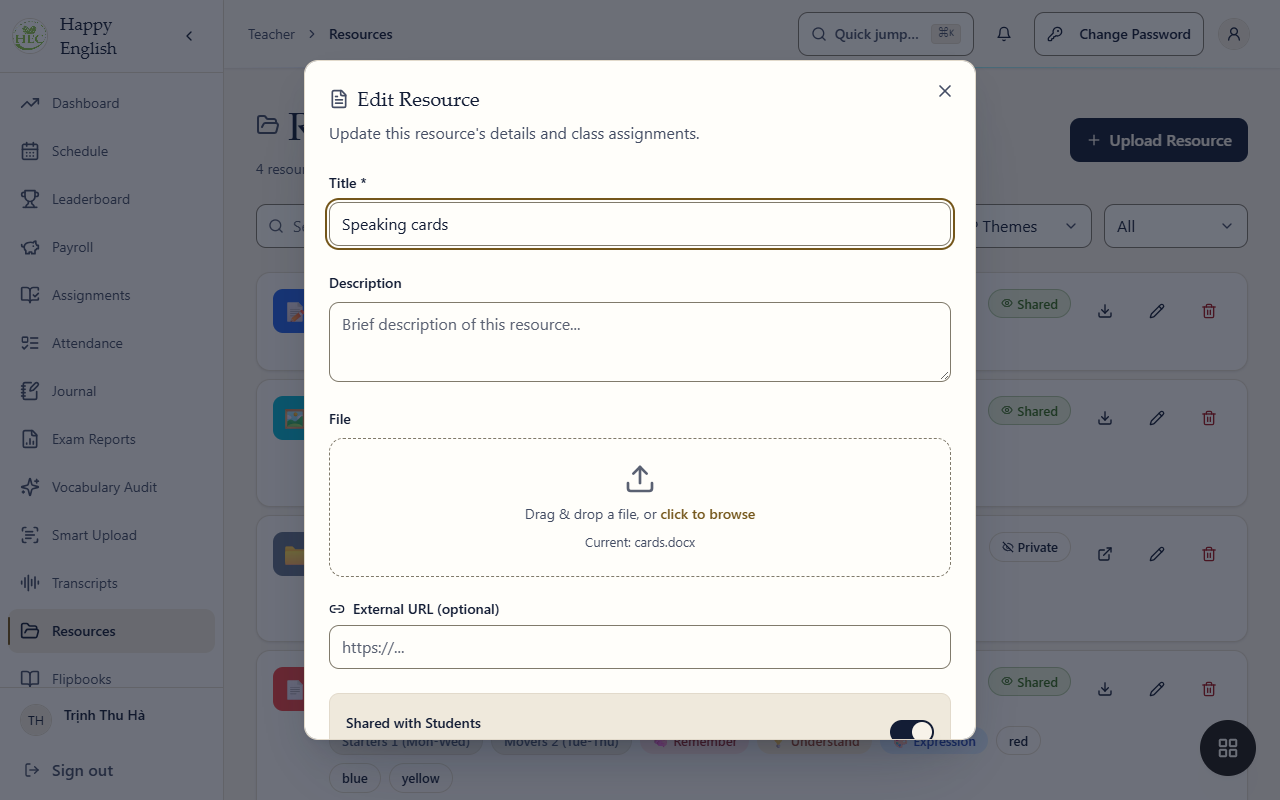 HEC
Happy
English
Teacher
Resources
Quick jump...
⌘K
Change Password
Dashboard
Schedule
Leaderboard
Payroll
Assignments
Attendance
Journal
Exam Reports
Vocabulary Audit
Smart Upload
Transcripts
Resources
Flipbooks
TH
Trịnh Thu Hà
Sign out
4 resou
Upload Resource
Themes
All
Edit Resource
Update this resource's details and class assignments.
Title *
Speaking cards
Description
Brief description of this resource...
File
Drag & drop a file, or click to browse
Current: cards.docx
External URL (optional)
https://...
Shared with Students
Shared
Shared
Private
Shared
Starters 1 (Mon-Wed)
Movers 2 (Tue-Thu)
Remember
Understand
Expression
red
blue
yellow